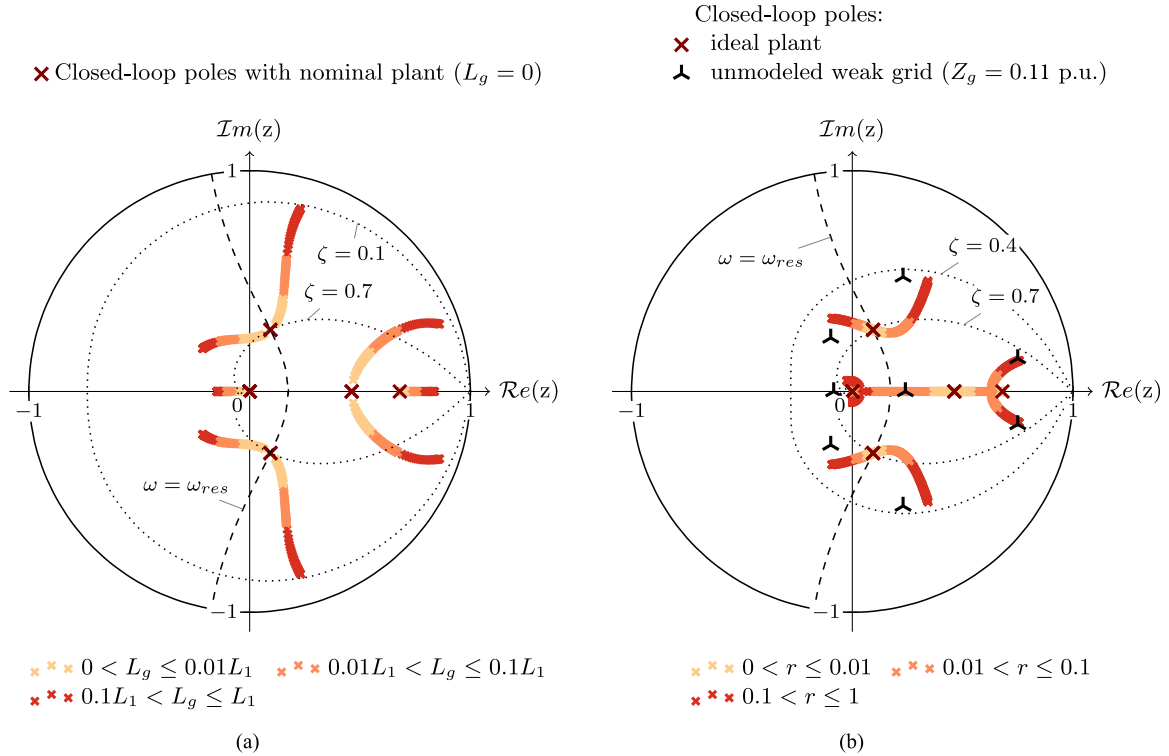 Closed-loop poles with nominal plant (L_g = 0)
Im(z)
1
ζ = 0.1
ζ = 0.7
−1
0
1
Re(z)
ω = ω_res
−1
0 < L_g ≤ 0.01L_1
0.01L_1 < L_g ≤ 0.1L_1
0.1L_1 < L_g ≤ L_1
(a)
Closed-loop poles:
ideal plant
unmodeled weak grid (Z_g = 0.11 p.u.)
Im(z)
1
ω = ω_res
ζ = 0.4
ζ = 0.7
−1
0
1
Re(z)
−1
0 < r ≤ 0.01
0.01 < r ≤ 0.1
0.1 < r ≤ 1
(b)